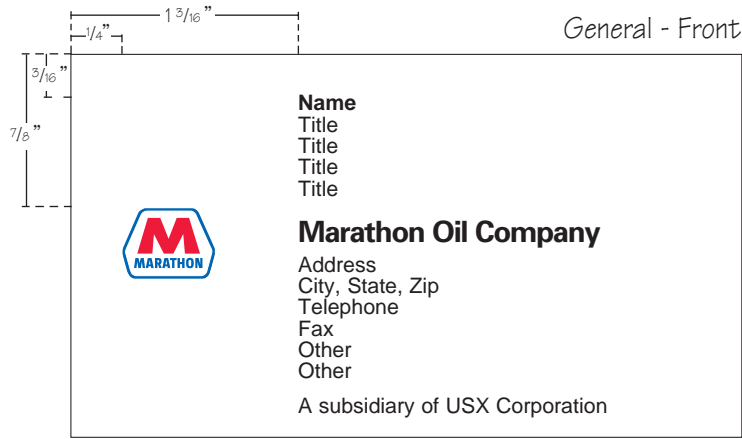 1 3/16"
1/4"
General - Front
3/16"
7/8"
Name
Title
Title
Title
Title
M
MARATHON
Marathon Oil Company
Address
City, State, Zip
Telephone
Fax
Other
Other
A subsidiary of USX Corporation